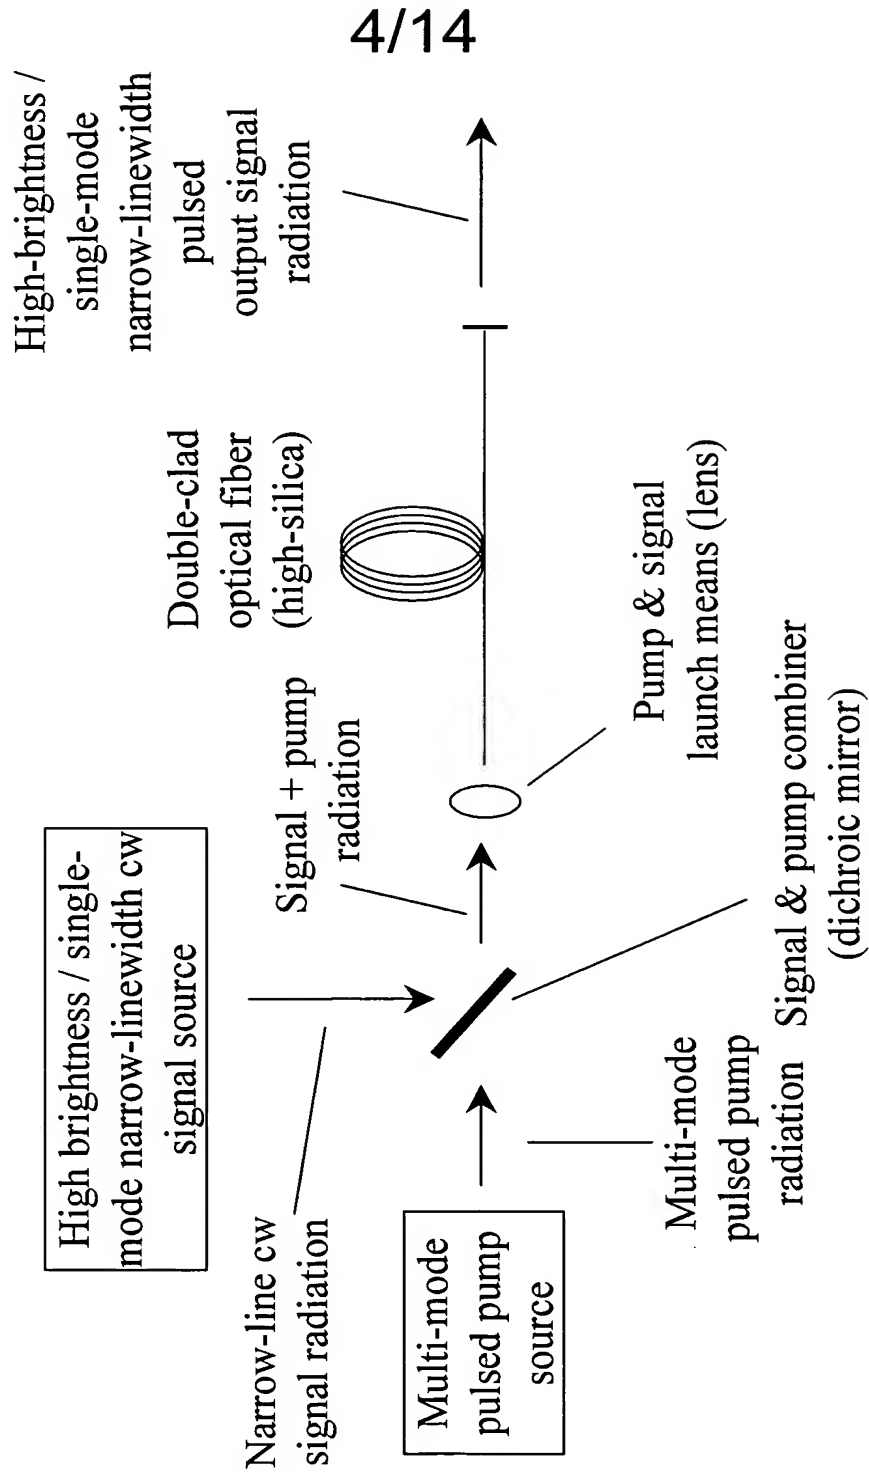 4/14
High brightness / single-
mode narrow-linewidth cw
signal source
Narrow-line cw
signal radiation
Multi-mode
pulsed pump
source
Multi-mode
pulsed pump
radiation
Signal + pump
radiation
Signal & pump combiner
(dichroic mirror)
Pump & signal
launch means (lens)
Double-clad
optical fiber
(high-silica)
High-brightness /
single-mode
narrow-linewidth
pulsed
output signal
radiation